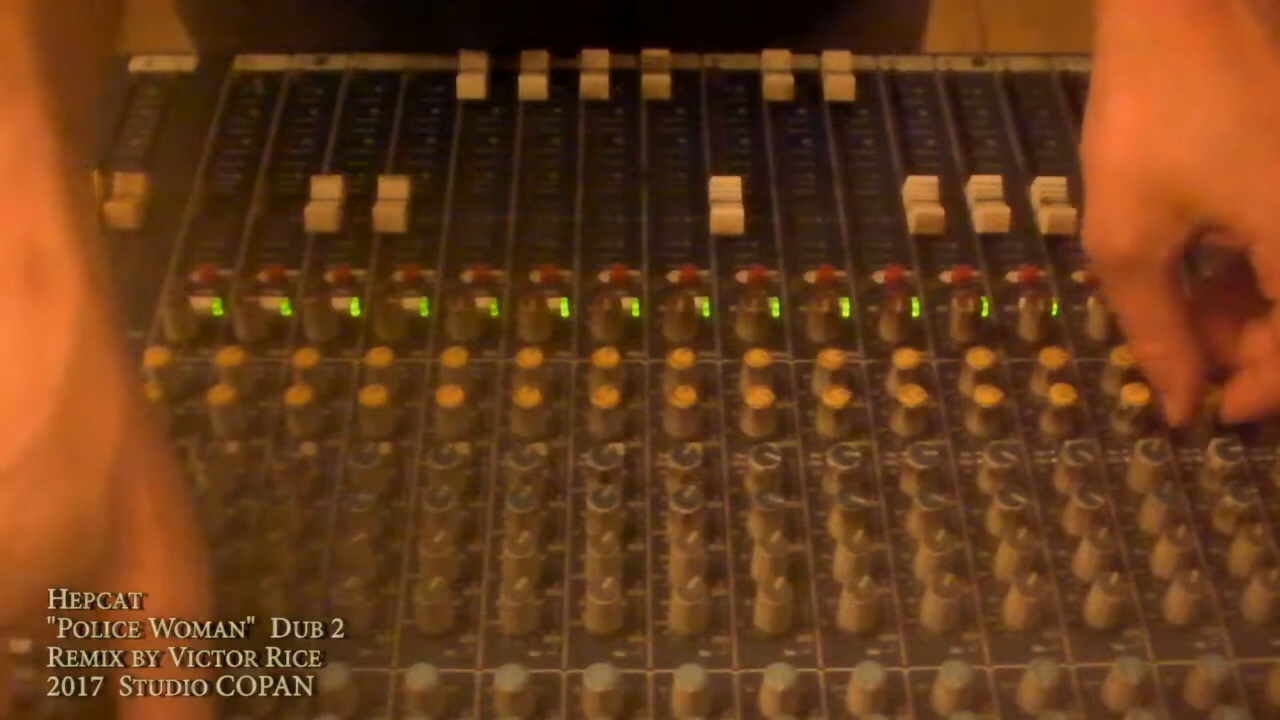 HEPCAT
"POLICE WOMAN" DUB 2
REMIX BY VICTOR RICE
2017 STUDIO COPAN